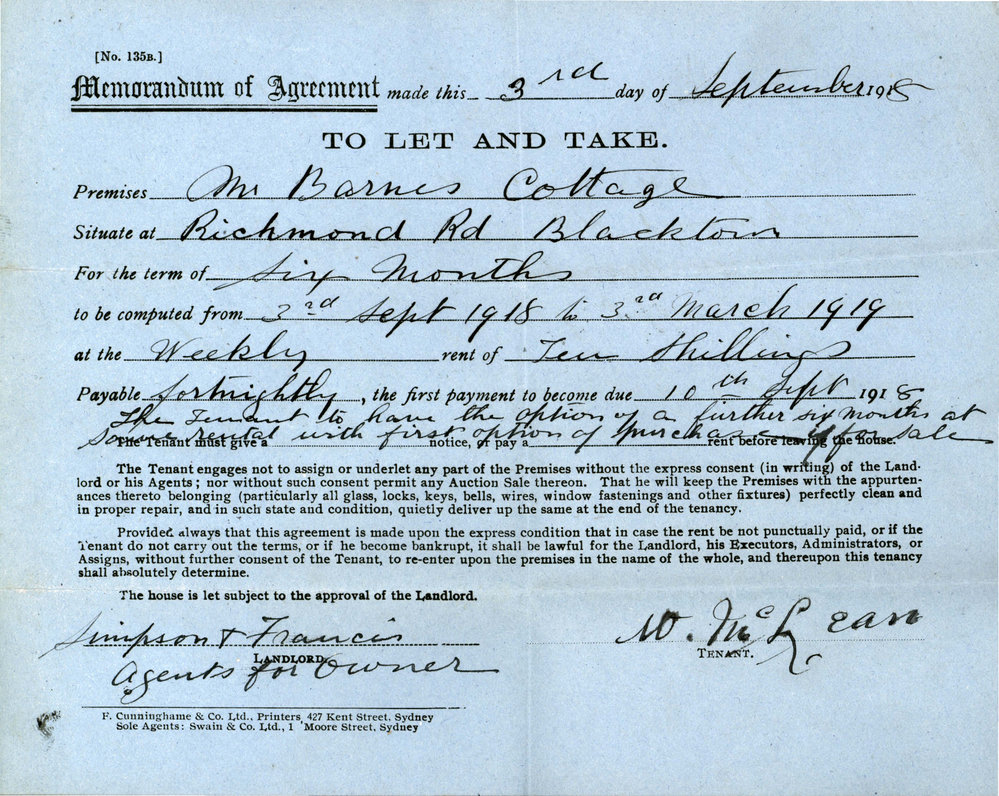 [No. 135B.]
Memorandum of Agreement made this 3rd day of September 1918
TO LET AND TAKE.
Premises Mr Barnes Cottage
Situate at Richmond Rd Blacktown
For the term of Six Months
to be computed from 3rd Sept 1918 to 3rd March 1919
at the Weekly rent of Ten Shillings
Payable fortnightly, the first payment to become due 10th Sept 1918
The Tenant to have the option of a further six months at
same rental with first option of purchase if for sale
The Tenant must give a notice, or pay a rent before leaving the house.
The Tenant engages not to assign or underlet any part of the Premises without the express consent (in writing) of the Land-
lord or his Agents; nor without such consent permit any Auction Sale thereon. That he will keep the Premises with the appurten-
ances thereto belonging (particularly all glass, locks, keys, bells, wires, window fastenings and other fixtures) perfectly clean and
in proper repair, and in such state and condition, quietly deliver up the same at the end of the tenancy.
Provided always that this agreement is made upon the express condition that in case the rent be not punctually paid, or if the
Tenant do not carry out the terms, or if he become bankrupt, it shall be lawful for the Landlord, his Executors, Administrators, or
Assigns, without further consent of the Tenant, to re-enter upon the premises in the name of the whole, and thereupon this tenancy
shall absolutely determine.
The house is let subject to the approval of the Landlord.
Simpson & Francis
LANDLORD
Agents for Owner
W. McLean
TENANT.
F. Cunninghame & Co. Ltd., Printers, 427 Kent Street, Sydney
Sole Agents: Swain & Co. Ltd., 1 Moore Street, Sydney